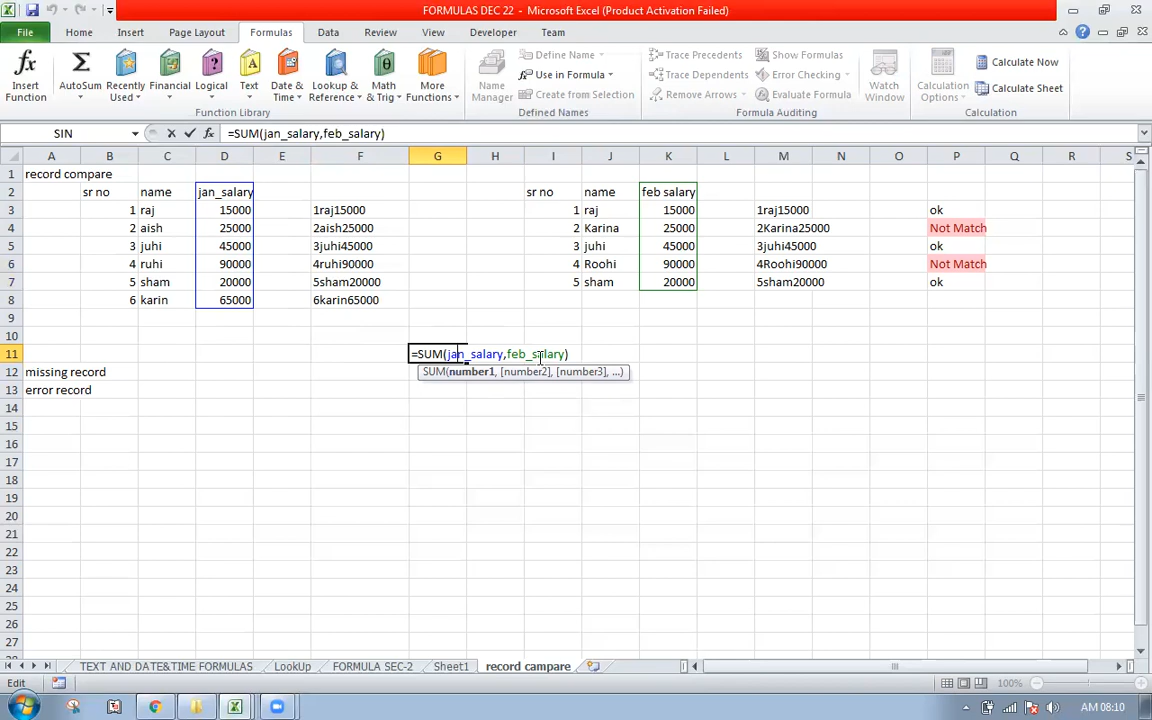 FORMULAS DEC 22 - Microsoft Excel (Product Activation Failed)
File Home Insert Page Layout Formulas Data Review View Developer Team
fx Insert Function
Σ AutoSum
Recently Used
Financial
Logical
Text
Date & Time
Lookup & Reference
Math & Trig
More Functions
Function Library
Name Manager
Define Name
Use in Formula
Create from Selection
Defined Names
Trace Precedents
Trace Dependents
Remove Arrows
Show Formulas
Error Checking
Evaluate Formula
Formula Auditing
Watch Window
Calculation Options
Calculate Now
Calculate Sheet
Calculation
SIN fx =SUM(jan_salary,feb_salary)
A B C D E F G H I J K L M N O P Q R S
1 record compare
2 sr no name jan_salary sr no name feb salary
3 1 raj 15000 1raj15000 1 raj 15000 1raj15000 ok
4 2 aish 25000 2aish25000 2 Karina 25000 2Karina25000 Not Match
5 3 juhi 45000 3juhi45000 3 juhi 45000 3juhi45000 ok
6 4 ruhi 90000 4ruhi90000 4 Roohi 90000 4Roohi90000 Not Match
7 5 sham 20000 5sham20000 5 sham 20000 5sham20000 ok
8 6 karin 65000 6karin65000
9
10
11 =SUM(jan_salary,feb_salary)
12 missing record SUM(number1, [number2], [number3], ...)
13 error record
14
15
16
17
18
19
20
21
22
23
24
25
26
27
TEXT AND DATE&TIME FORMULAS LookUp FORMULA SEC-2 Sheet1 record campare
Edit 100%
AM 08:10